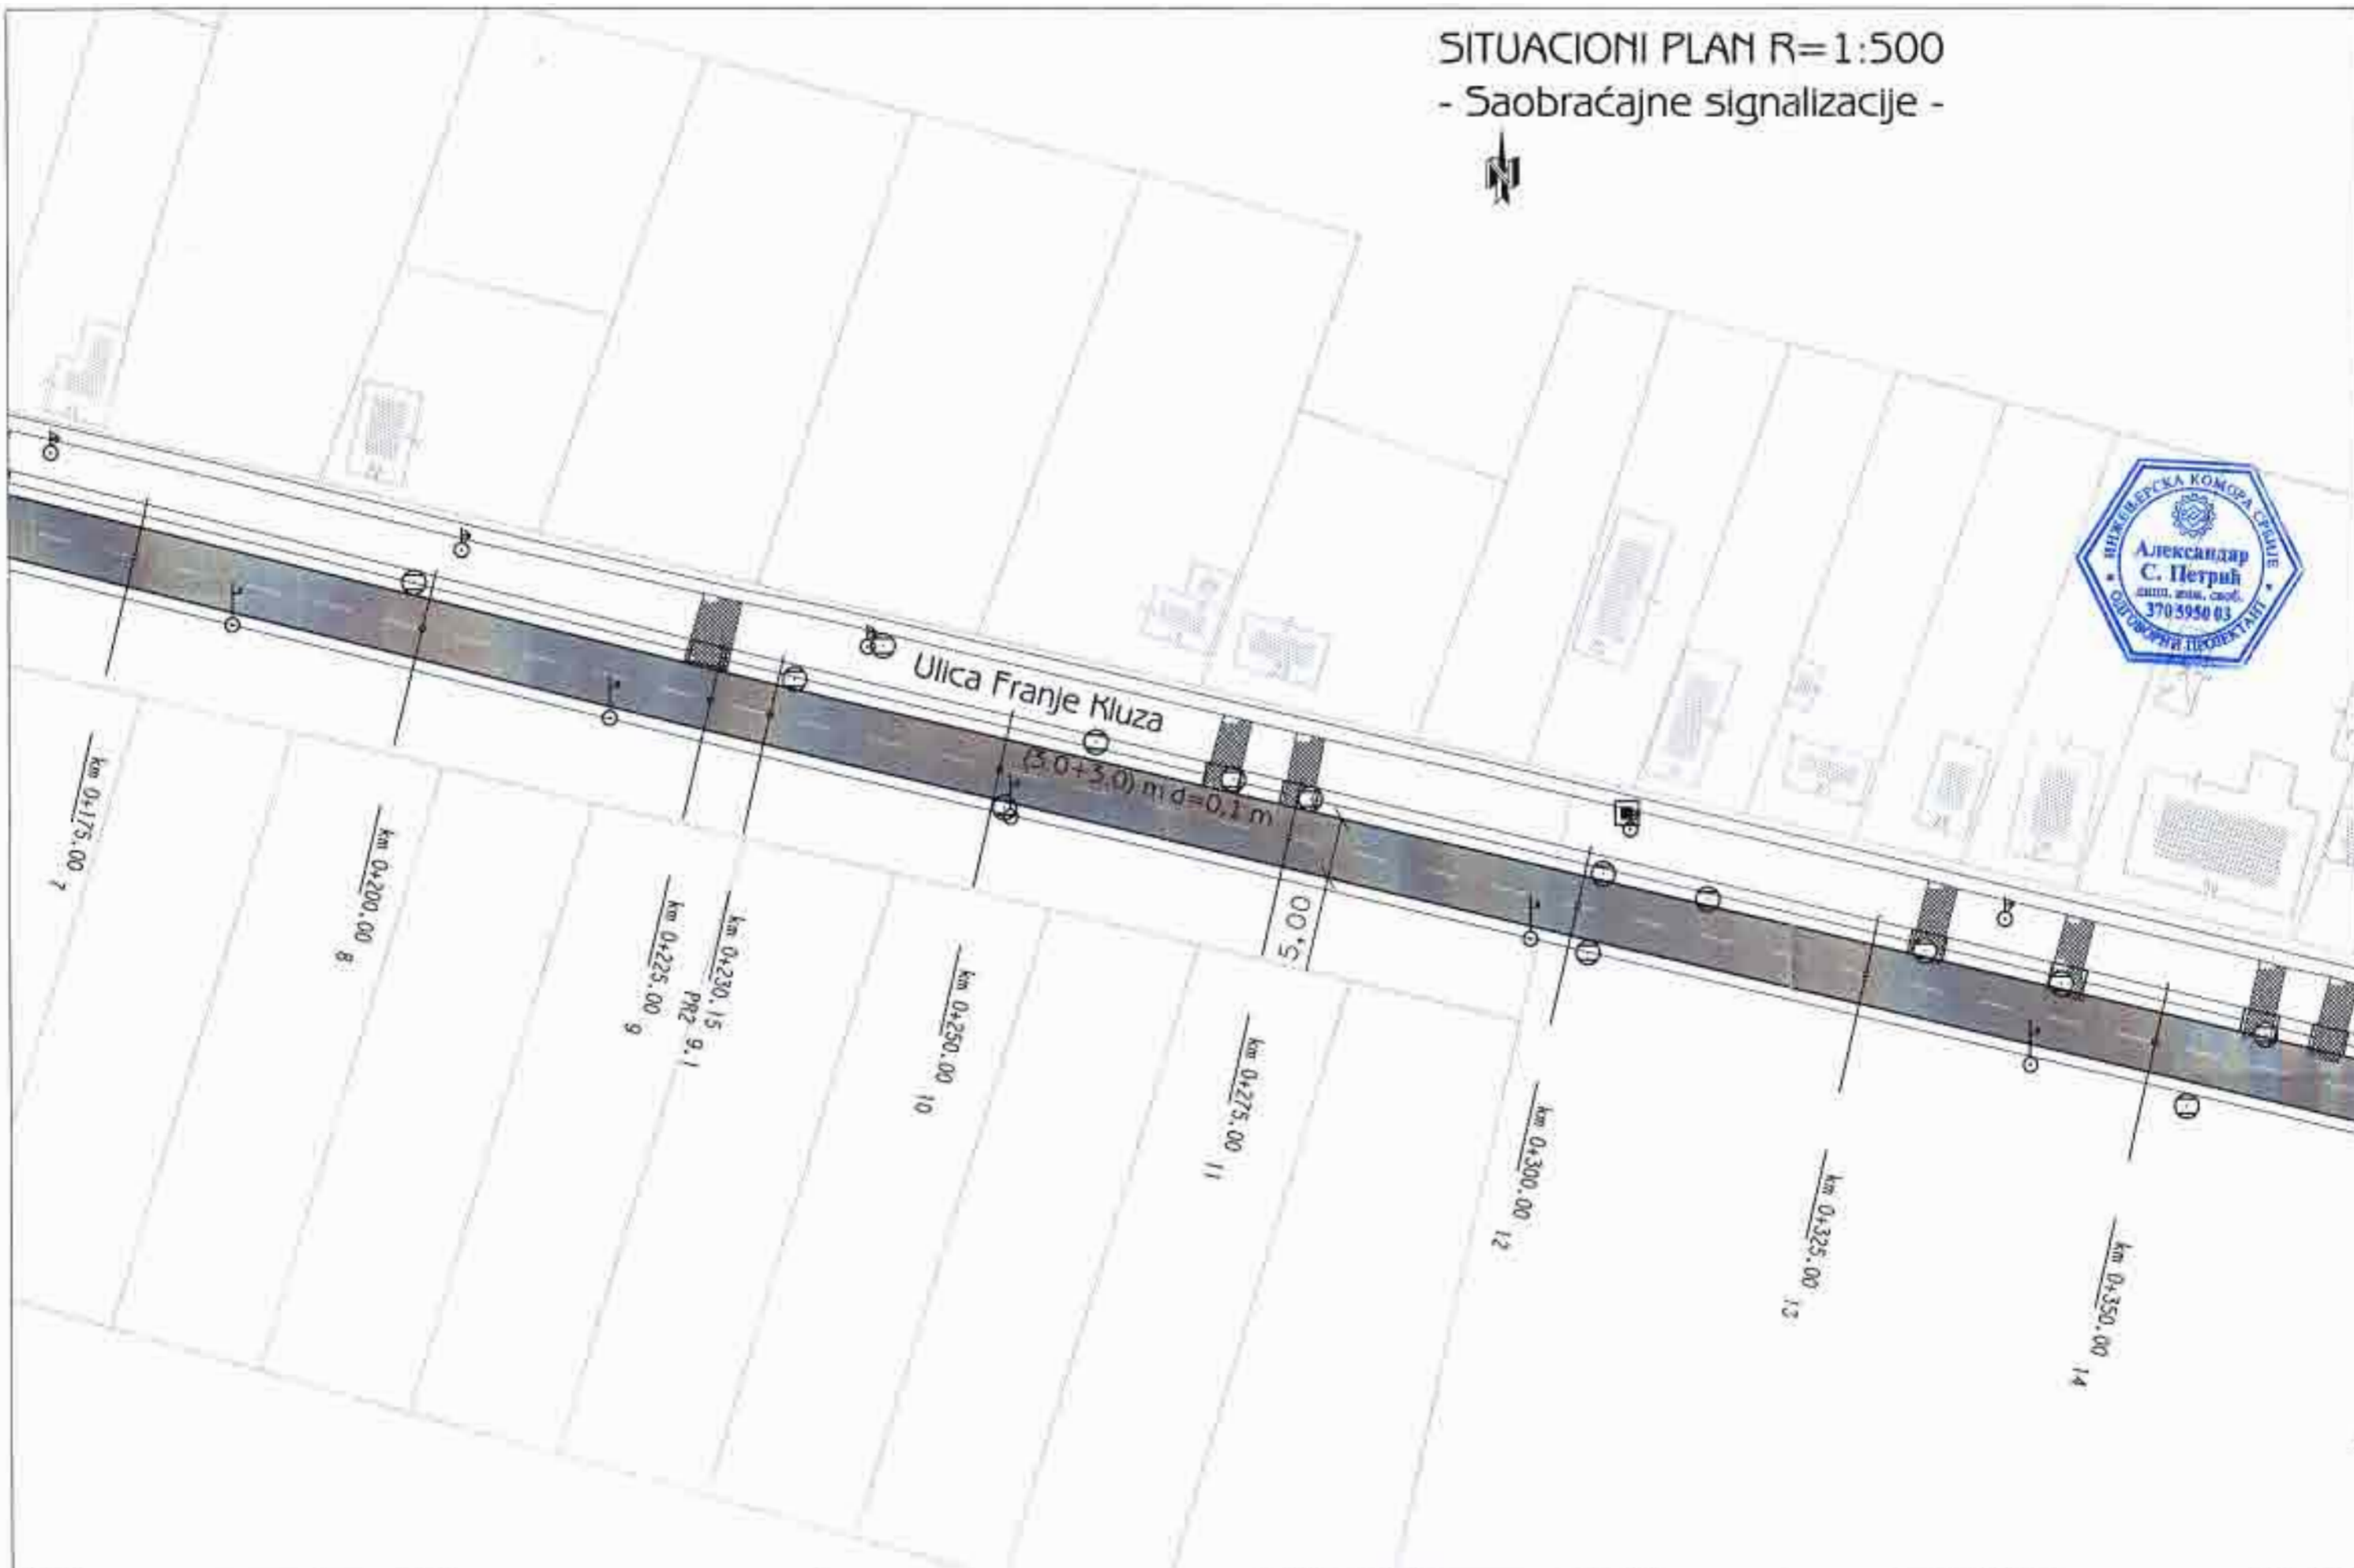 SITUACIONI PLAN R=1:500
- Saobraćajne signalizacije -
N
Ulica Franje Kluza
(3.0+3.0) m d=0,1 m
5,00
km 0+175.00 7
km 0+200.00 8
km 0+225.00 9
km 0+230.15
PR2 9.1
km 0+250.00 10
km 0+275.00 11
km 0+300.00 12
km 0+325.00 13
km 0+350.00 14
ИНЖЕЊЕРСКА КОМОРА СРБИЈЕ
Александар
С. Петрић
дипл. инж. саоб.
370 5950 03
ОДГОВОРНИ ПРОЈЕКТАНТ